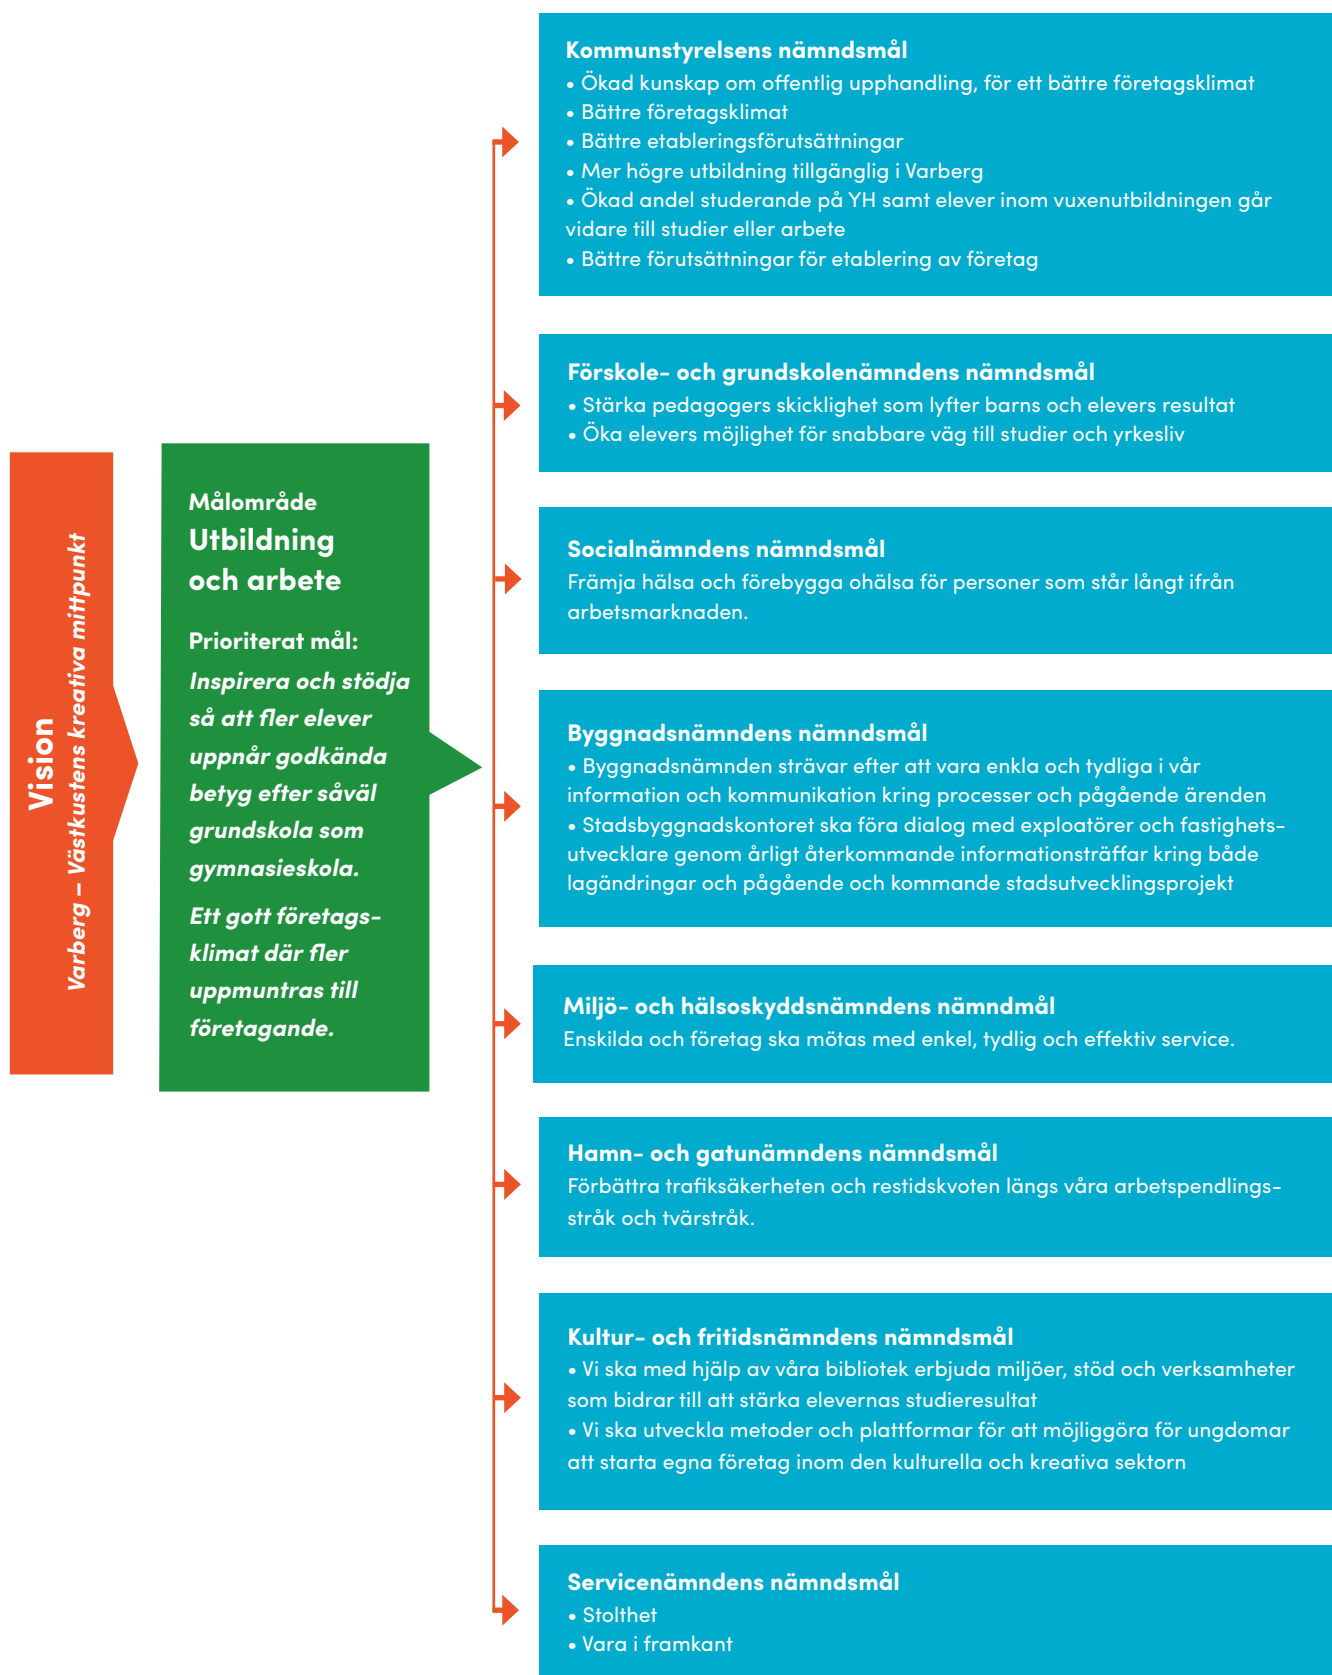 Vision
Varberg – Västkustens kreativa mittpunkt
Målområde
Utbildning
och arbete
Prioriterat mål:
Inspirera och stödja
så att fler elever
uppnår godkända
betyg efter såväl
grundskola som
gymnasieskola.
Ett gott företags-
klimat där fler
uppmuntras till
företagande.
Kommunstyrelsens nämndsmål
• Ökad kunskap om offentlig upphandling, för ett bättre företagsklimat
• Bättre företagsklimat
• Bättre etableringsförutsättningar
• Mer högre utbildning tillgänglig i Varberg
• Ökad andel studerande på YH samt elever inom vuxenutbildningen går
vidare till studier eller arbete
• Bättre förutsättningar för etablering av företag
Förskole- och grundskolenämndens nämndsmål
• Stärka pedagogers skicklighet som lyfter barns och elevers resultat
• Öka elevers möjlighet för snabbare väg till studier och yrkesliv
Socialnämndens nämndsmål
Främja hälsa och förebygga ohälsa för personer som står långt ifrån
arbetsmarknaden.
Byggnadsnämndens nämndsmål
• Byggnadsnämnden strävar efter att vara enkla och tydliga i vår
information och kommunikation kring processer och pågående ärenden
• Stadsbyggnadskontoret ska föra dialog med exploatörer och fastighets-
utvecklare genom årligt återkommande informationsträffar kring både
lagändringar och pågående och kommande stadsutvecklingsprojekt
Miljö- och hälsoskyddsnämndens nämndmål
Enskilda och företag ska mötas med enkel, tydlig och effektiv service.
Hamn- och gatunämndens nämndsmål
Förbättra trafiksäkerheten och restidskvoten längs våra arbetspendlings-
stråk och tvärstråk.
Kultur- och fritidsnämndens nämndsmål
• Vi ska med hjälp av våra bibliotek erbjuda miljöer, stöd och verksamheter
som bidrar till att stärka elevernas studieresultat
• Vi ska utveckla metoder och plattformar för att möjliggöra för ungdomar
att starta egna företag inom den kulturella och kreativa sektorn
Servicenämndens nämndsmål
• Stolthet
• Vara i framkant